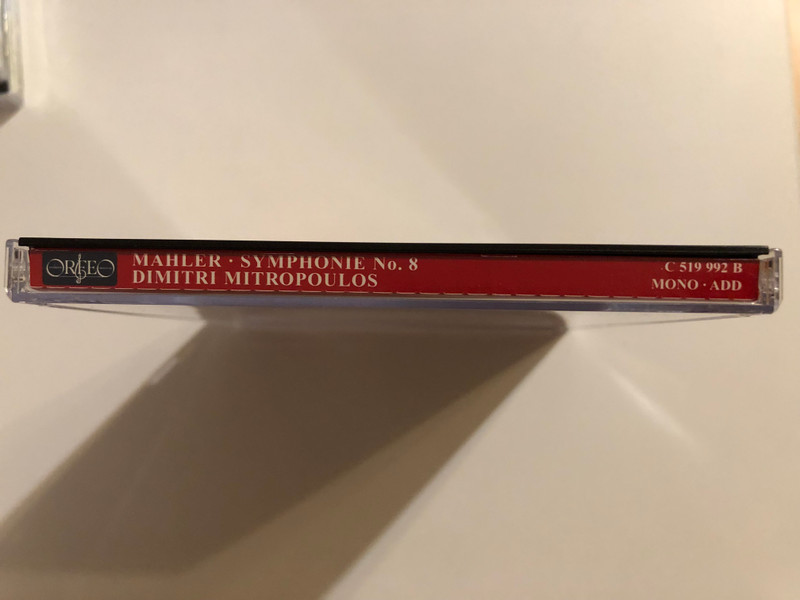 ORFEO
MAHLER · SYMPHONIE No. 8
DIMITRI MITROPOULOS
C 519 992 B
MONO · ADD